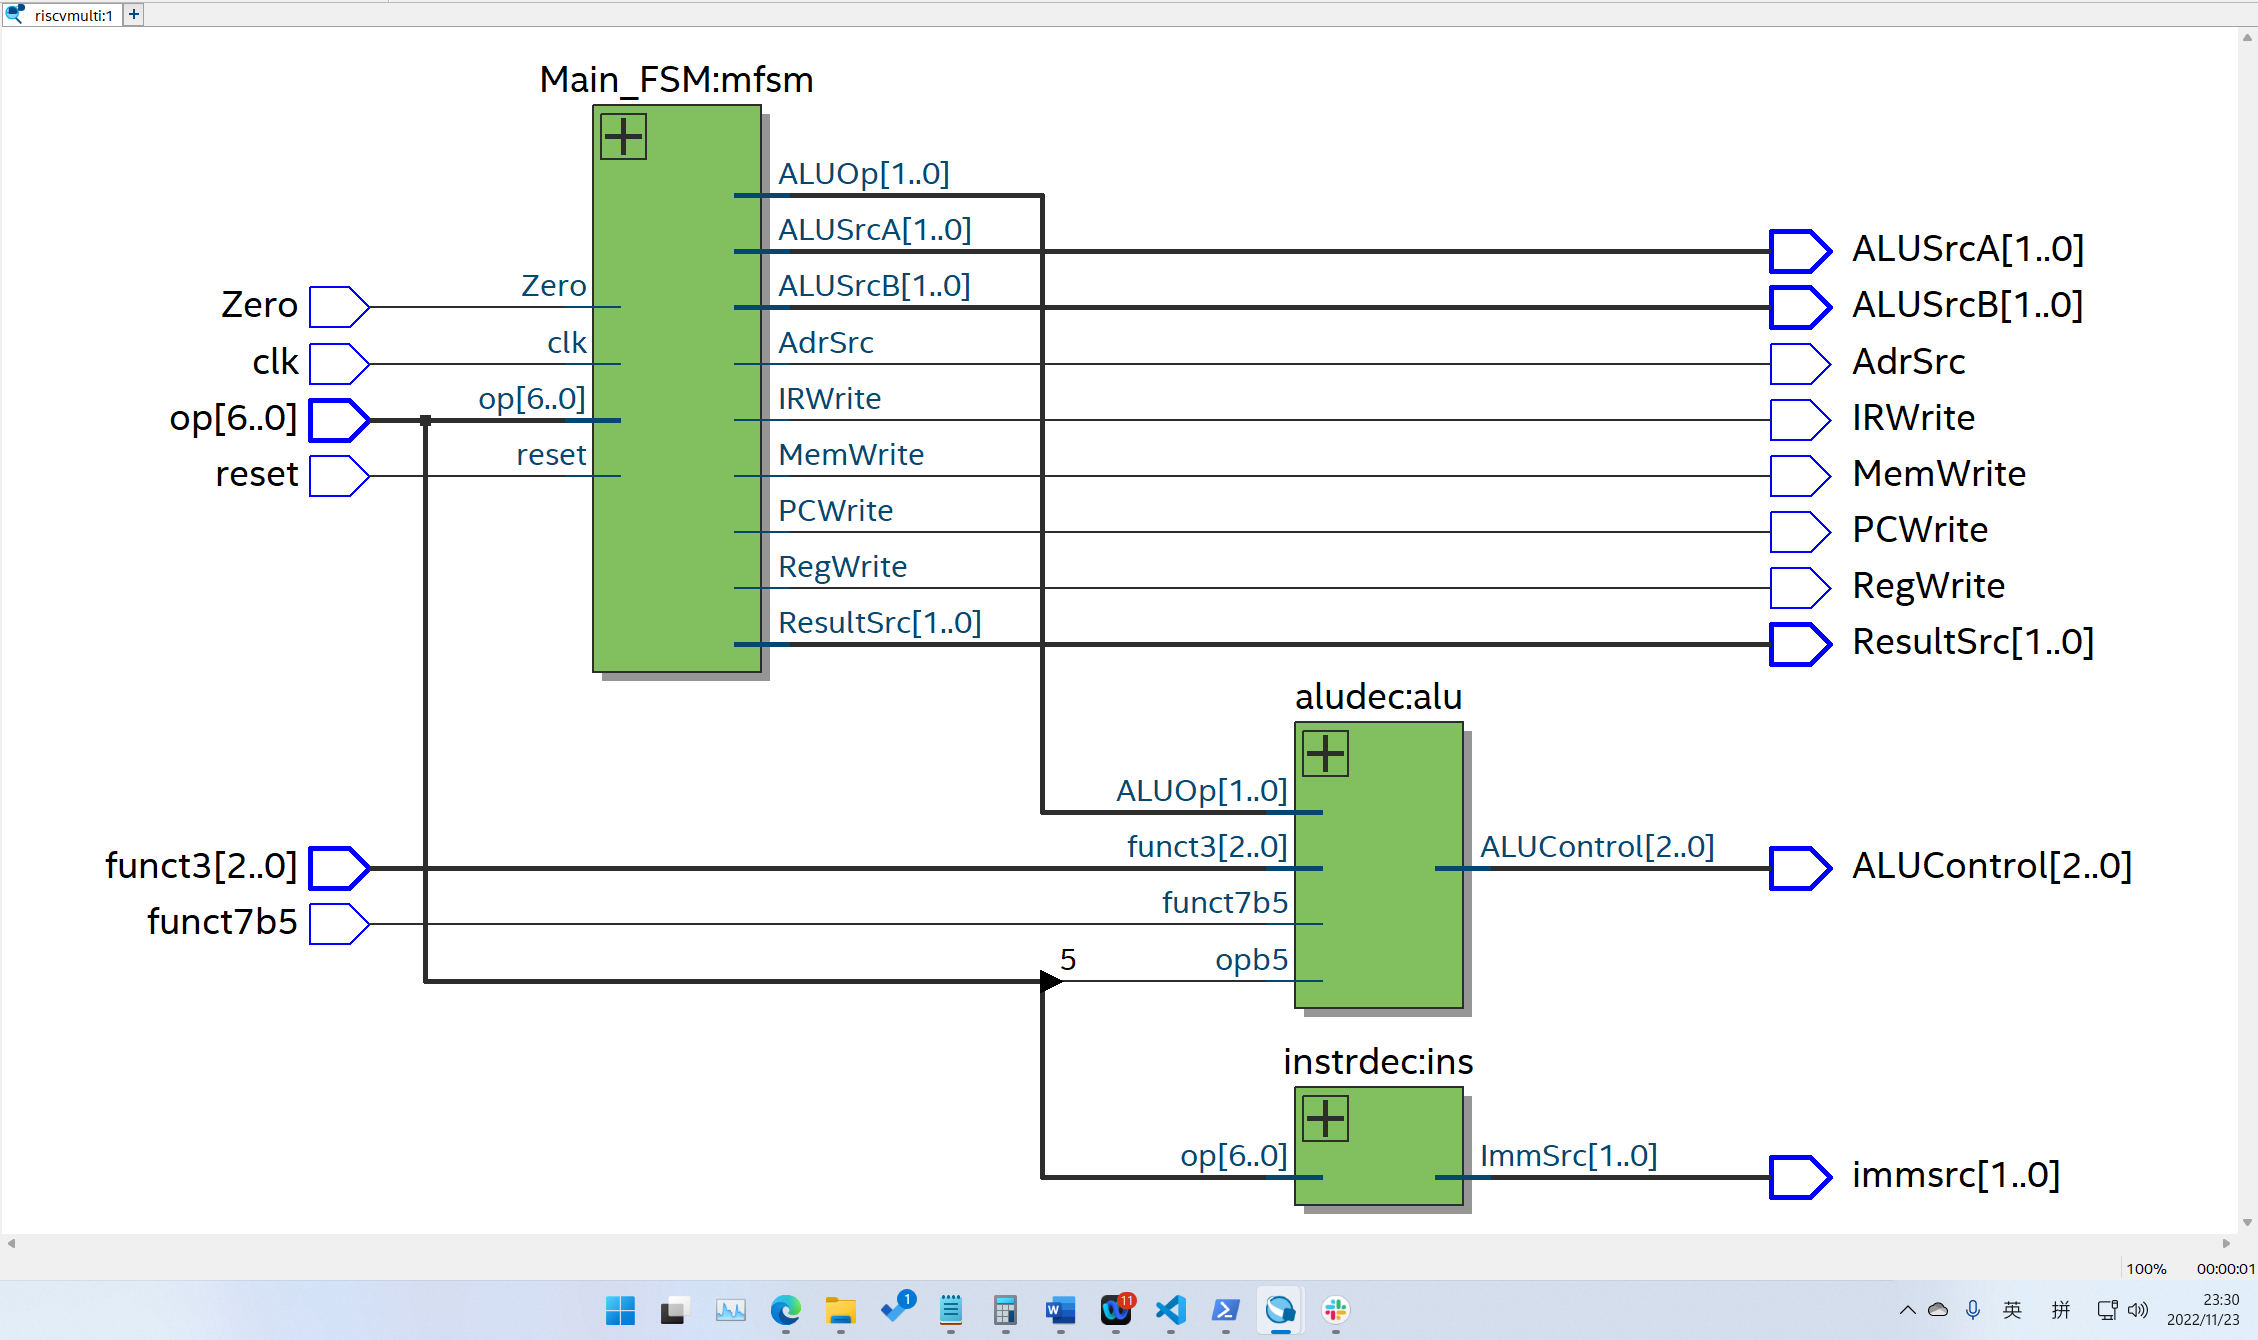 riscvmulti:1
Main_FSM:mfsm
ALUOp[1..0]
ALUSrcA[1..0]
ALUSrcA[1..0]
Zero
Zero
ALUSrcB[1..0]
ALUSrcB[1..0]
clk
clk
AdrSrc
AdrSrc
op[6..0]
op[6..0]
IRWrite
IRWrite
reset
reset
MemWrite
MemWrite
PCWrite
PCWrite
RegWrite
RegWrite
ResultSrc[1..0]
ResultSrc[1..0]
aludec:alu
ALUOp[1..0]
funct3[2..0]
funct3[2..0]
ALUControl[2..0]
ALUControl[2..0]
funct7b5
funct7b5
5
opb5
instrdec:ins
op[6..0]
ImmSrc[1..0]
immsrc[1..0]
100%
00:00:01
1
W
11
英
拼
23:30
2022/11/23